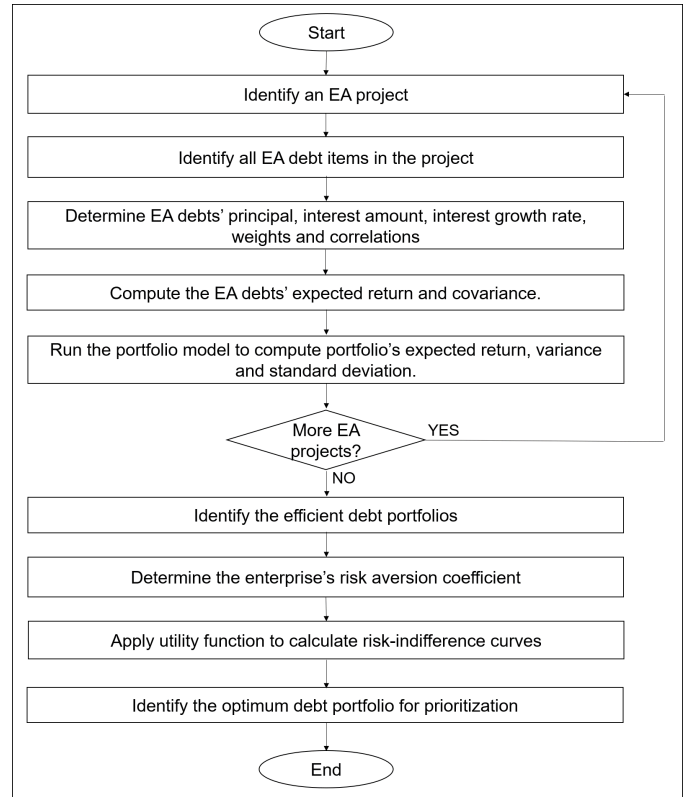 Start
Identify an EA project
Identify all EA debt items in the project
Determine EA debts’ principal, interest amount, interest growth rate,
weights and correlations
Compute the EA debts’ expected return and covariance.
Run the portfolio model to compute portfolio’s expected return, variance
and standard deviation.
More EA
projects?
YES
NO
Identify the efficient debt portfolios
Determine the enterprise’s risk aversion coefficient
Apply utility function to calculate risk-indifference curves
Identify the optimum debt portfolio for prioritization
End